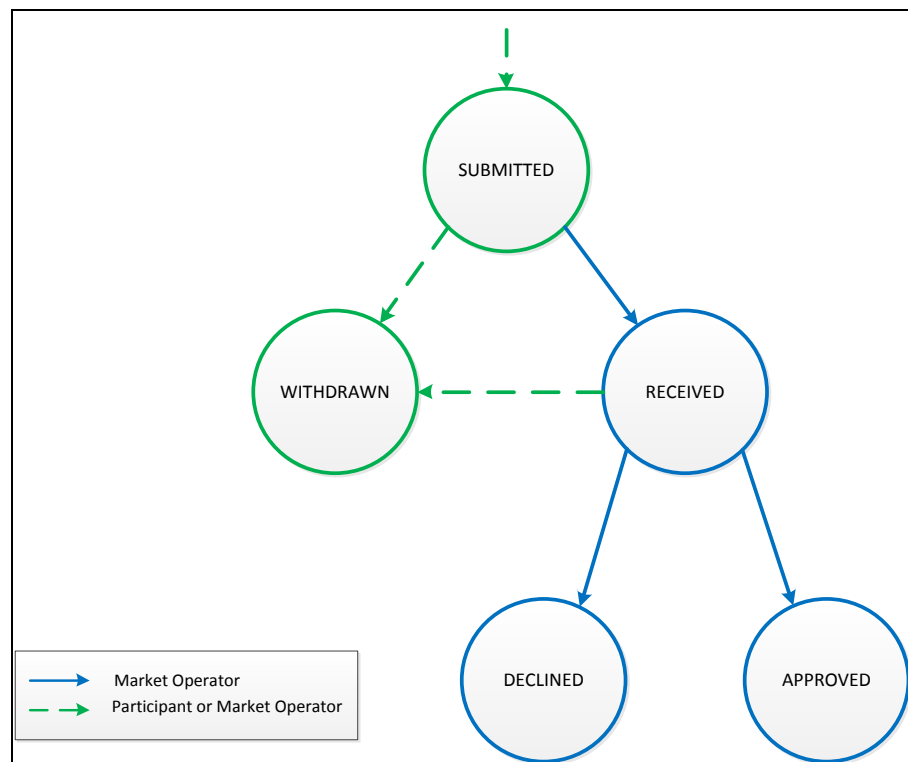 SUBMITTED
WITHDRAWN
RECEIVED
DECLINED
APPROVED
Market Operator
Participant or Market Operator